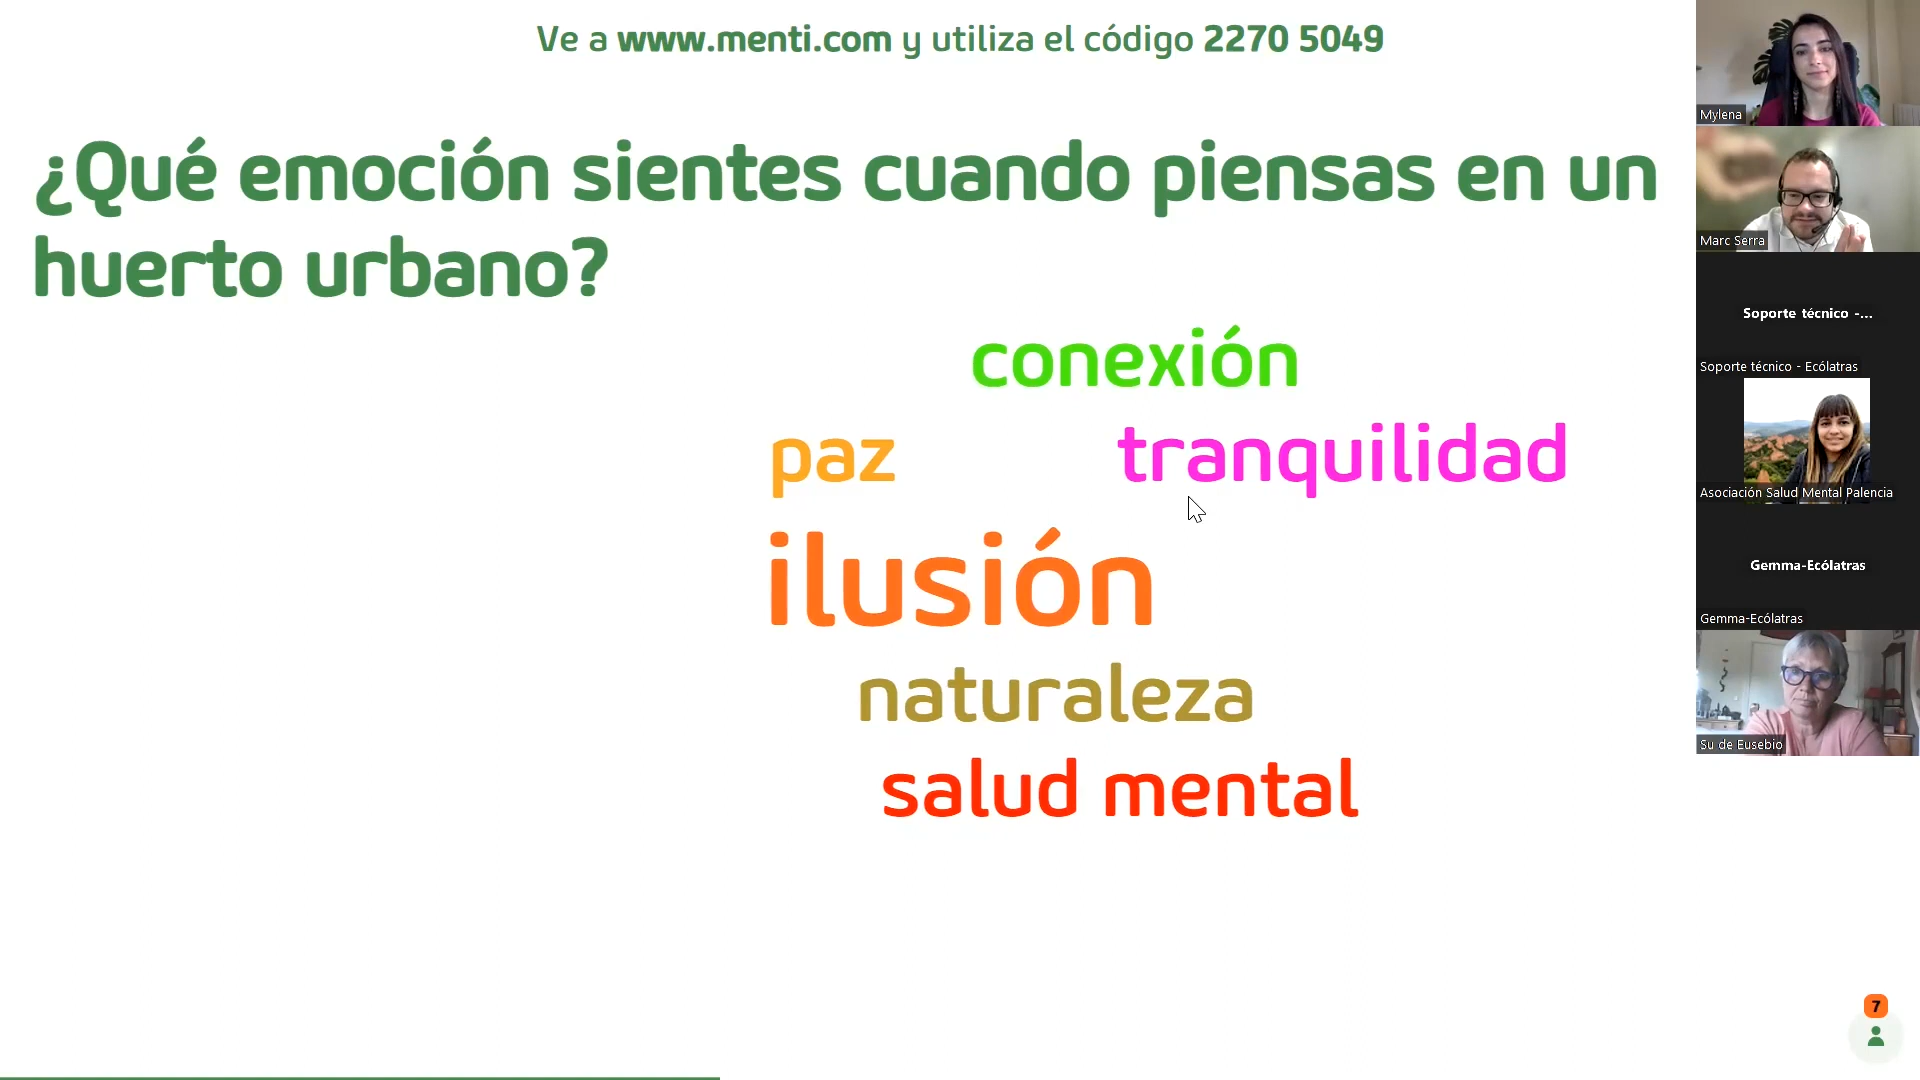 Ve a www.menti.com y utiliza el código 2270 5049
¿Qué emoción sientes cuando piensas en un
huerto urbano?
conexión
paz
tranquilidad
ilusión
naturaleza
salud mental
Mylena
Marc Serra
Soporte técnico -...
Soporte técnico - Ecólatras
Asociación Salud Mental Palencia
Gemma-Ecólatras
Gemma-Ecólatras
Su de Eusebio
7